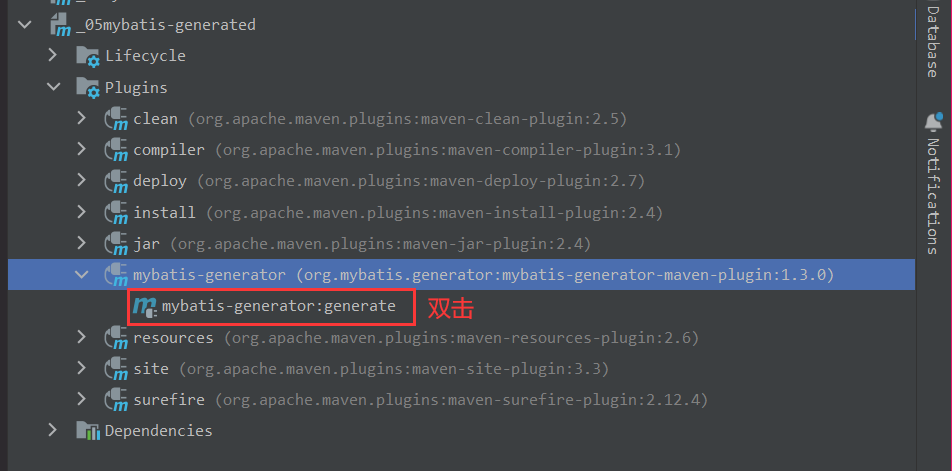 _05mybatis-generated
Lifecycle
Plugins
clean (org.apache.maven.plugins:maven-clean-plugin:2.5)
compiler (org.apache.maven.plugins:maven-compiler-plugin:3.1)
deploy (org.apache.maven.plugins:maven-deploy-plugin:2.7)
install (org.apache.maven.plugins:maven-install-plugin:2.4)
jar (org.apache.maven.plugins:maven-jar-plugin:2.4)
mybatis-generator (org.mybatis.generator:mybatis-generator-maven-plugin:1.3.0)
mybatis-generator:generate 双击
resources (org.apache.maven.plugins:maven-resources-plugin:2.6)
site (org.apache.maven.plugins:maven-site-plugin:3.3)
surefire (org.apache.maven.plugins:maven-surefire-plugin:2.12.4)
Dependencies
Database
Notifications